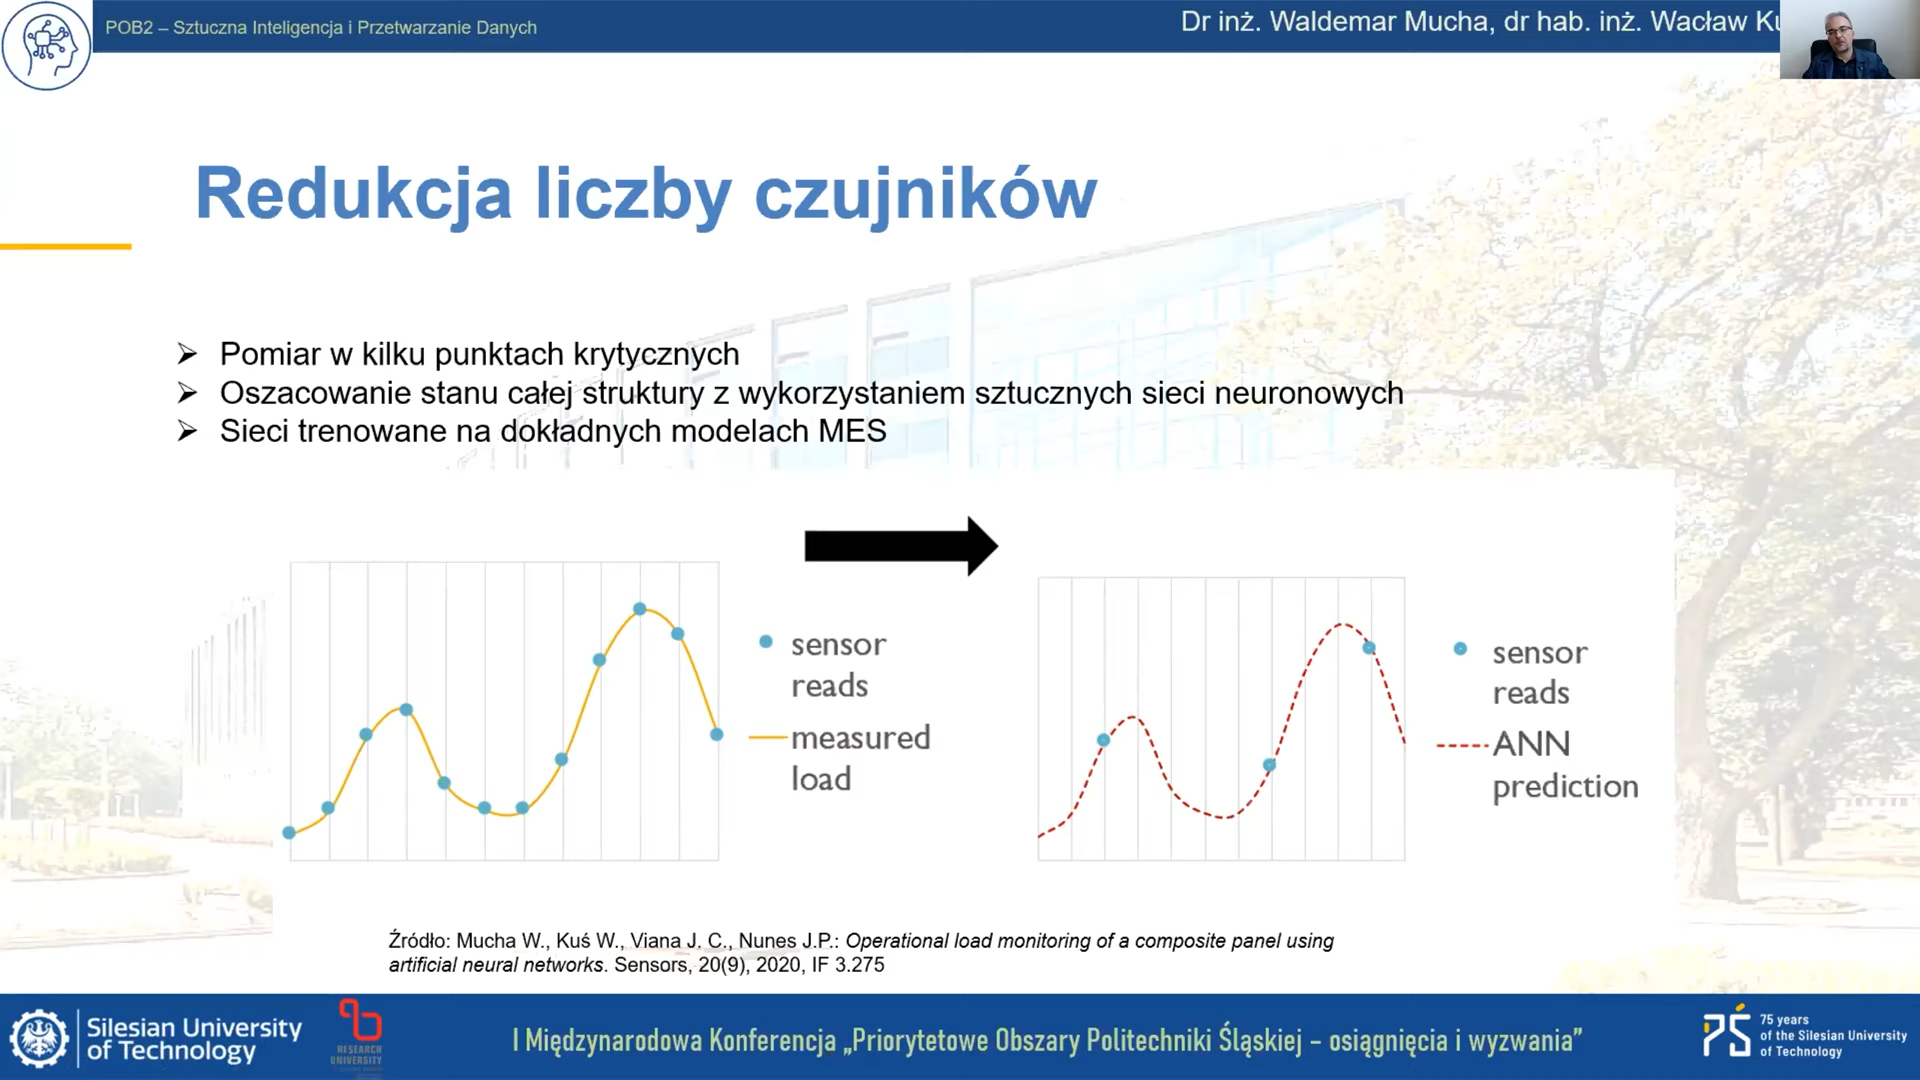 POB2 – Sztuczna Inteligencja i Przetwarzanie Danych
Dr inż. Waldemar Mucha, dr hab. inż. Wacław
Redukcja liczby czujników
Pomiar w kilku punktach krytycznych
Oszacowanie stanu całej struktury z wykorzystaniem sztucznych sieci neuronowych
Sieci trenowane na dokładnych modelach MES
sensor
reads
measured
load
sensor
reads
ANN
prediction
Źródło: Mucha W., Kuś W., Viana J. C., Nunes J.P.: Operational load monitoring of a composite panel using
artificial neural networks. Sensors, 20(9), 2020, IF 3.275
Silesian University
of Technology
RESEARCH
UNIVERSITY
I Międzynarodowa Konferencja „Priorytetowe Obszary Politechniki Śląskiej – osiągnięcia i wyzwania”
75 years
of the Silesian University
of Technology